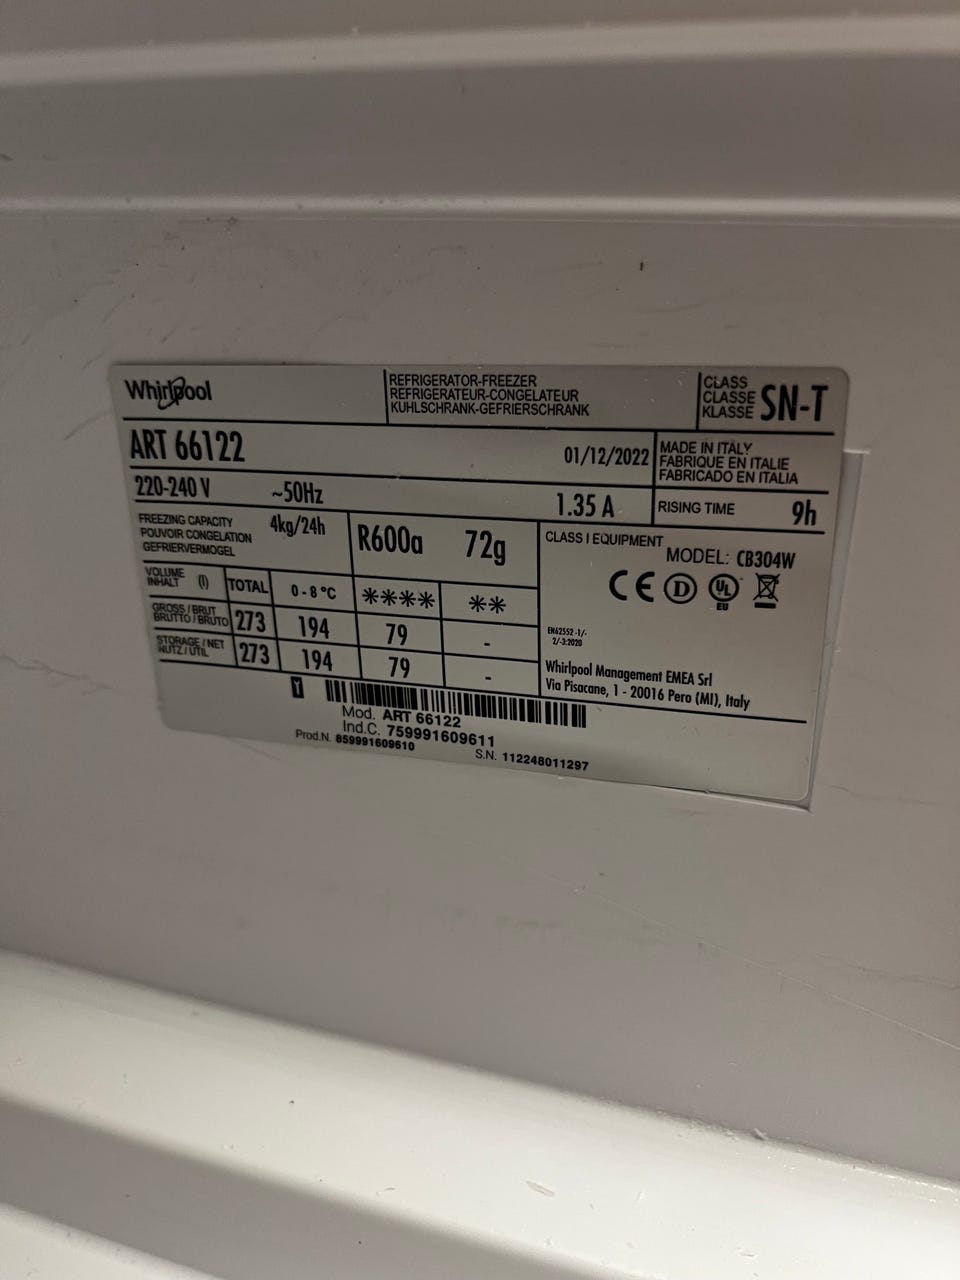 Whirlpool
REFRIGERATOR-FREEZER
REFRIGERATEUR-CONGELATEUR
KUHLSCHRANK-GEFRIERSCHRANK
CLASS
CLASSE
KLASSE
SN-T
ART 66122
01/12/2022
MADE IN ITALY
FABRIQUE EN ITALIE
FABRICADO EN ITALIA
220-240 V
~50Hz
1.35 A
RISING TIME
9h
FREEZING CAPACITY
POUVOIR CONGELATION
GEFRIERVERMOGEL
4kg/24h
R600a 72g
CLASS I EQUIPMENT
MODEL: CB304W
CE D UL EU
VOLUME
INHALT (l)
TOTAL
0-8°C
****
**
GROSS / BRUT
BRUTTO / BRUTO
273
194
79
-
STORAGE / NET
NUTZ / UTIL
273
194
79
-
EN62552 -1/-
2/-3:2020
Whirlpool Management EMEA Srl
Via Pisacane, 1 - 20016 Pero (MI), Italy
Y
Mod. ART 66122
Ind.C. 759991609611
Prod.N. 859991609610
S.N. 112248011297